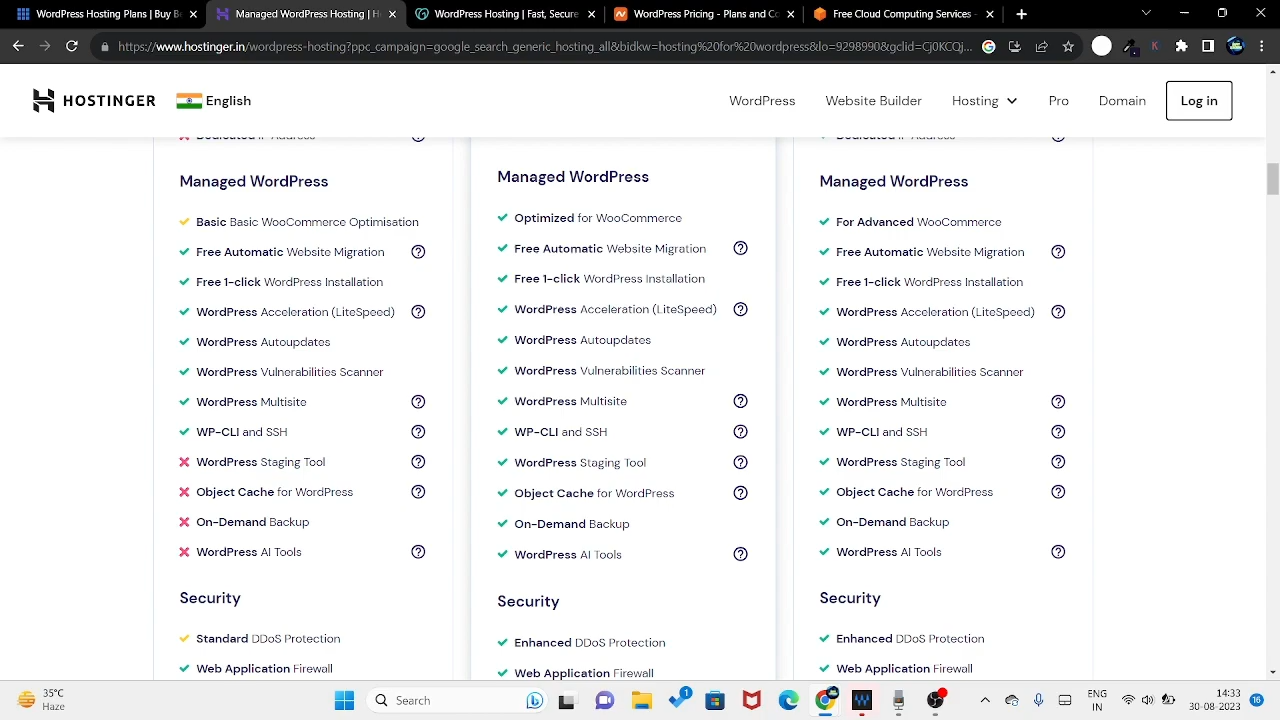 WordPress Hosting Plans | Buy B
Managed WordPress Hosting | H
WordPress Hosting | Fast, Secure
WordPress Pricing - Plans and Co
Free Cloud Computing Services -
https://www.hostinger.in/wordpress-hosting?ppc_campaign=google_search_generic_hosting_all&bidkw=hosting%20for%20wordpress&lo=9298990&gclid=Cj0KCQj...
HOSTINGER
English
WordPress
Website Builder
Hosting
Pro
Domain
Log in
Dedicated IP Address
Managed WordPress
Basic Basic WooCommerce Optimisation
Free Automatic Website Migration
Free 1-click WordPress Installation
WordPress Acceleration (LiteSpeed)
WordPress Autoupdates
WordPress Vulnerabilities Scanner
WordPress Multisite
WP-CLI and SSH
WordPress Staging Tool
Object Cache for WordPress
On-Demand Backup
WordPress AI Tools
Security
Standard DDoS Protection
Web Application Firewall
Managed WordPress
Optimized for WooCommerce
Free Automatic Website Migration
Free 1-click WordPress Installation
WordPress Acceleration (LiteSpeed)
WordPress Autoupdates
WordPress Vulnerabilities Scanner
WordPress Multisite
WP-CLI and SSH
WordPress Staging Tool
Object Cache for WordPress
On-Demand Backup
WordPress AI Tools
Security
Enhanced DDoS Protection
Web Application Firewall
Dedicated IP Address
Managed WordPress
For Advanced WooCommerce
Free Automatic Website Migration
Free 1-click WordPress Installation
WordPress Acceleration (LiteSpeed)
WordPress Autoupdates
WordPress Vulnerabilities Scanner
WordPress Multisite
WP-CLI and SSH
WordPress Staging Tool
Object Cache for WordPress
On-Demand Backup
WordPress AI Tools
Security
Enhanced DDoS Protection
Web Application Firewall
35°C
Haze
Search
1
ENG
IN
14:33
30-08-2023
16